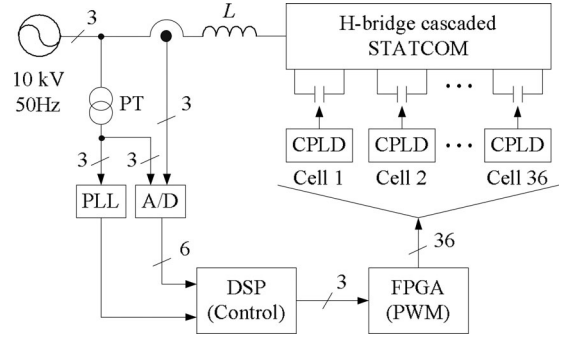 3
L
H-bridge cascaded
STATCOM
10 kV
50Hz
PT
3
...
CPLD
CPLD
...
CPLD
3
3
Cell 1
Cell 2
Cell 36
PLL
A/D
36
6
DSP
(Control)
3
FPGA
(PWM)